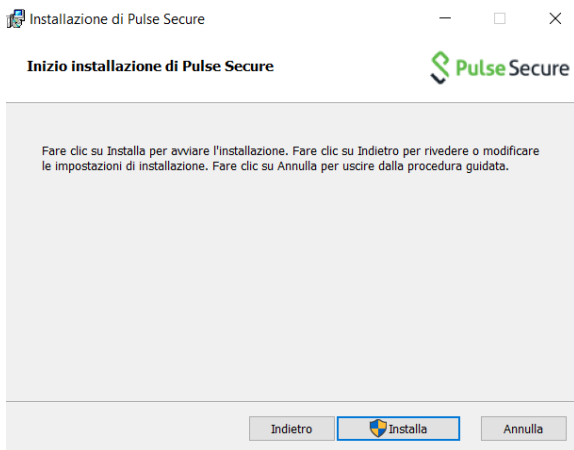 Installazione di Pulse Secure
Inizio installazione di Pulse Secure
Pulse Secure
Fare clic su Installa per avviare l'installazione. Fare clic su Indietro per rivedere o modificare
le impostazioni di installazione. Fare clic su Annulla per uscire dalla procedura guidata.
Indietro
Installa
Annulla